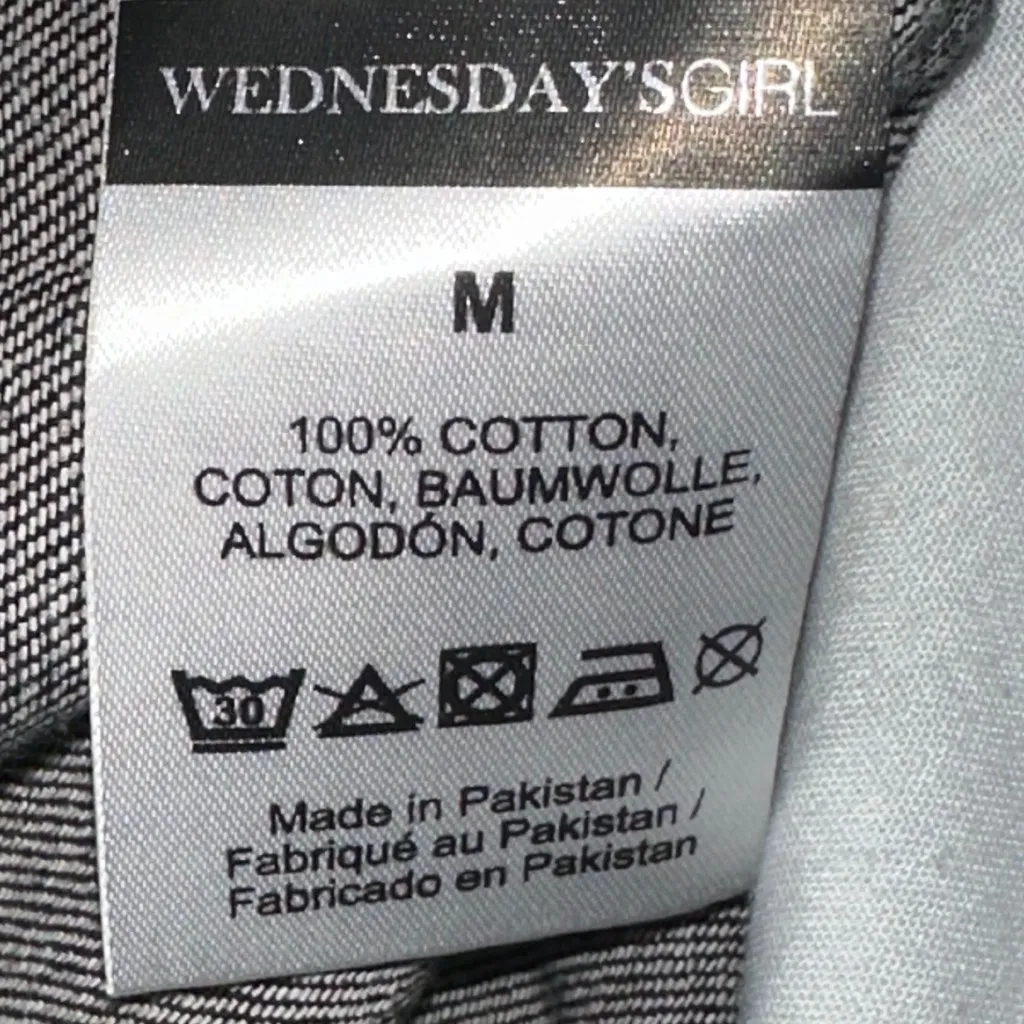 WEDNESDAY'SGIRL
M
100% COTTON,
COTON, BAUMWOLLE,
ALGODÓN, COTONE
30
Made in Pakistan /
Fabriqué au Pakistan /
Fabricado en Pakistan